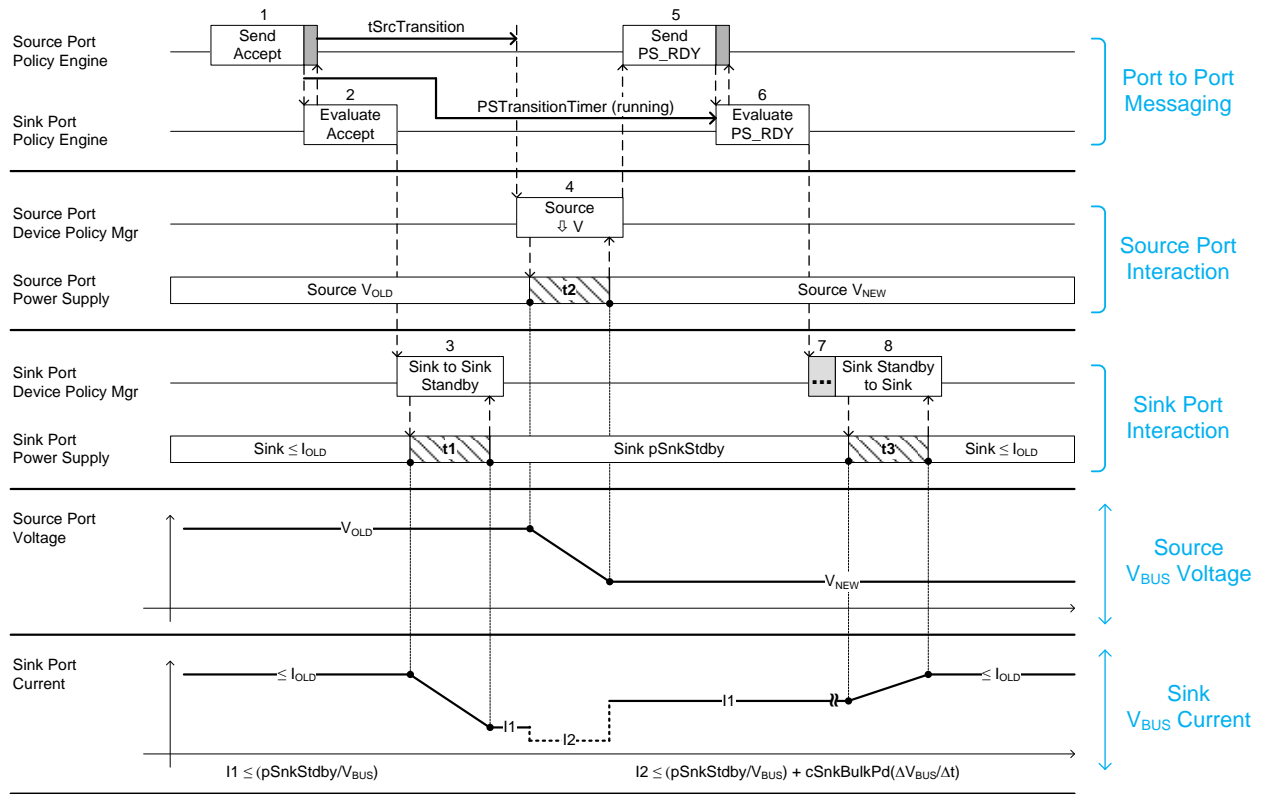 1
Send
Accept
tSrcTransition
5
Send
PS_RDY
Source Port
Policy Engine
2
Evaluate
Accept
PSTransitionTimer (running)
6
Evaluate
PS_RDY
Sink Port
Policy Engine
Port to Port
Messaging
4
Source
⇩ V
Source Port
Device Policy Mgr
Source Port
Power Supply
Source VOLD
t2
Source VNEW
Source Port
Interaction
3
Sink to Sink
Standby
7
...
8
Sink Standby
to Sink
Sink Port
Device Policy Mgr
Sink Port
Power Supply
Sink ≤ IOLD
t1
Sink pSnkStdby
t3
Sink ≤ IOLD
Sink Port
Interaction
Source Port
Voltage
VOLD
VNEW
Source
VBUS Voltage
Sink Port
Current
≤ IOLD
I1
I2
I1
≤ IOLD
I1 ≤ (pSnkStdby/VBUS)
I2 ≤ (pSnkStdby/VBUS) + cSnkBulkPd(ΔVBUS/Δt)
Sink
VBUS Current